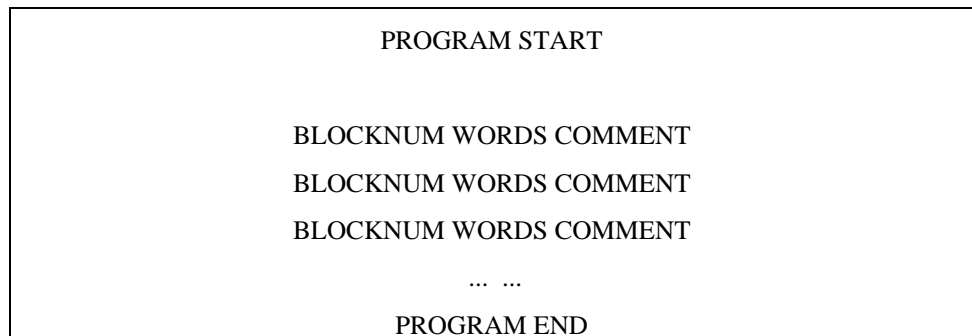 PROGRAM START
BLOCKNUM WORDS COMMENT
BLOCKNUM WORDS COMMENT
BLOCKNUM WORDS COMMENT
... ...
PROGRAM END